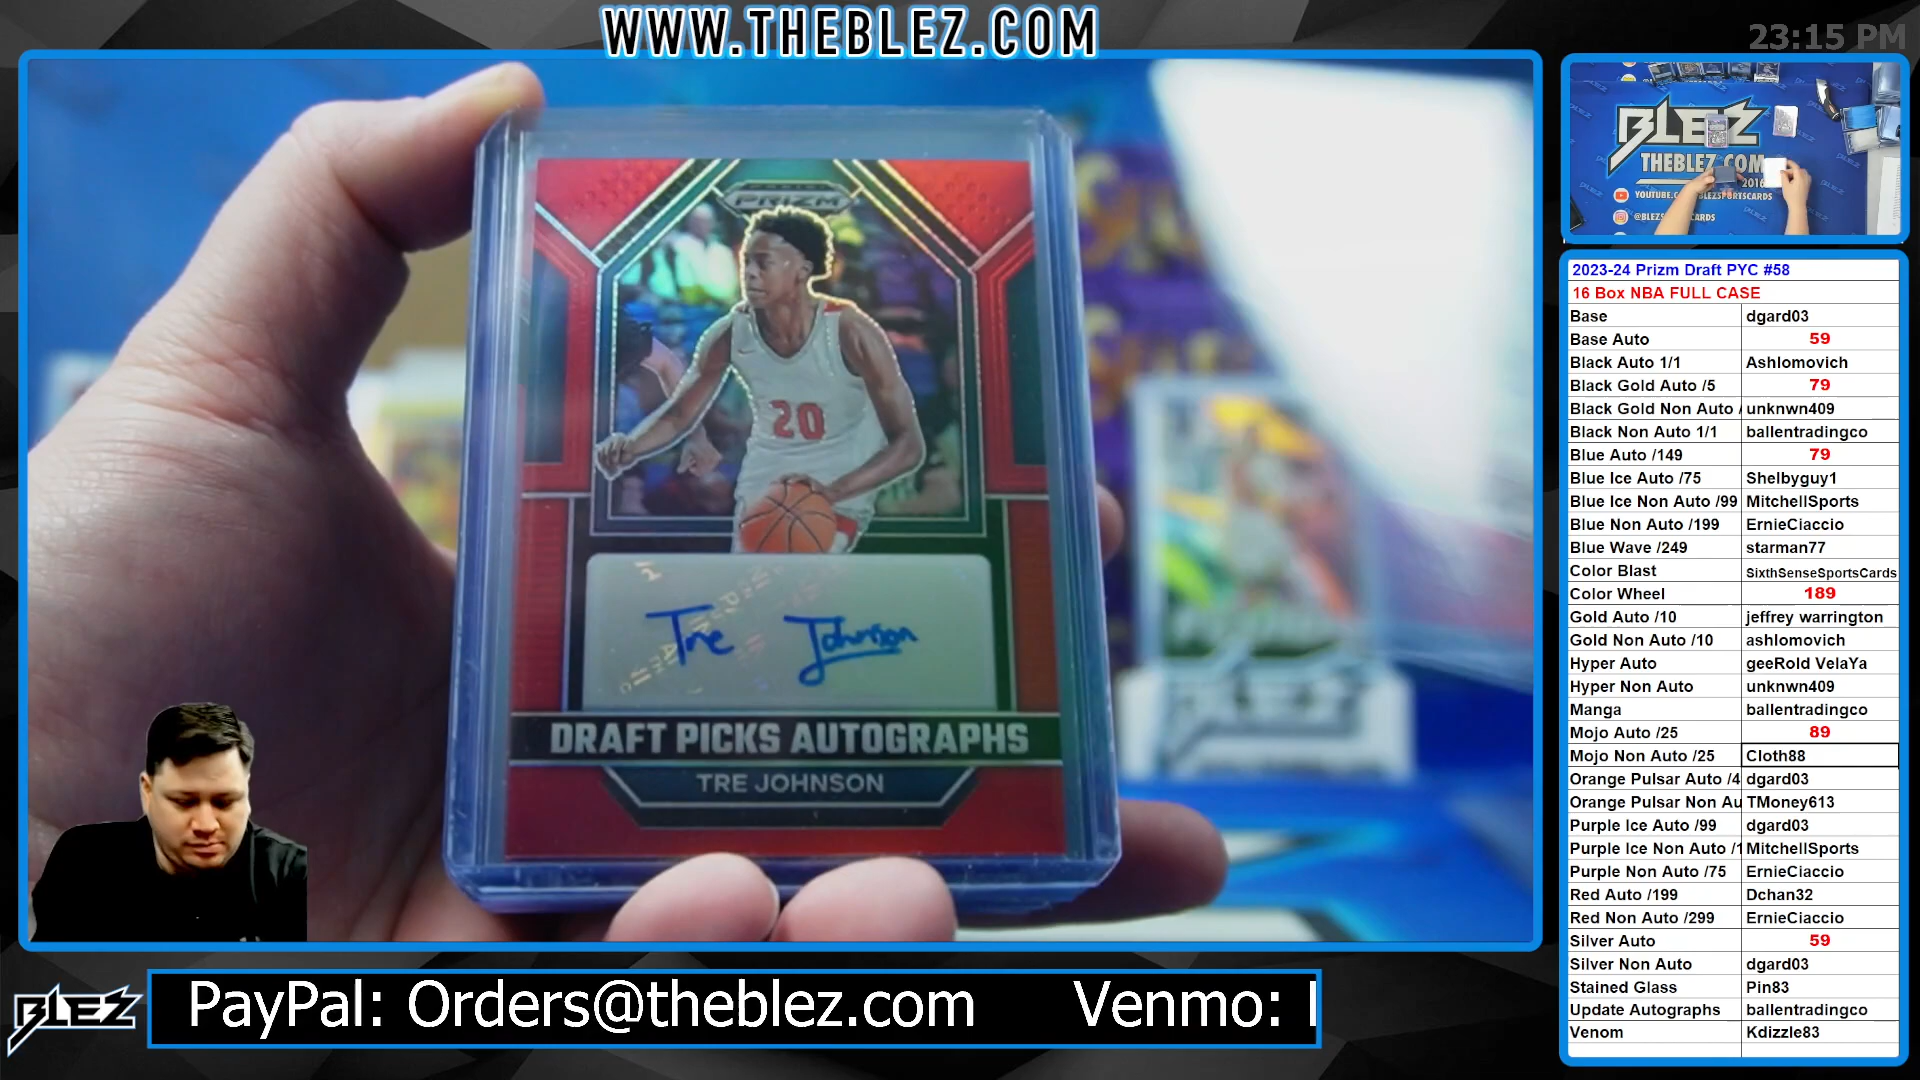 WWW.THEBLEZ.COM
23:15 PM
PRIZM
20
Tre Johnson
DRAFT PICKS AUTOGRAPHS
TRE JOHNSON
BLEZ
BLEZ
THEBLEZ.COM
2016
2023-24 Prizm Draft PYC #58
16 Box NBA FULL CASE
Base dgard03
Base Auto 59
Black Auto 1/1 Ashlomovich
Black Gold Auto /5 79
Black Gold Non Auto / unknwn409
Black Non Auto 1/1 ballentradingco
Blue Auto /149 79
Blue Ice Auto /75 Shelbyguy1
Blue Ice Non Auto /99 MitchellSports
Blue Non Auto /199 ErnieCiaccio
Blue Wave /249 starman77
Color Blast SixthSenseSportsCards
Color Wheel 189
Gold Auto /10 jeffrey warrington
Gold Non Auto /10 ashlomovich
Hyper Auto geeRold VelaYa
Hyper Non Auto unknwn409
Manga ballentradingco
Mojo Auto /25 89
Mojo Non Auto /25 Cloth88
Orange Pulsar Auto /4 dgard03
Orange Pulsar Non Au TMoney613
Purple Ice Auto /99 dgard03
Purple Ice Non Auto /1 MitchellSports
Purple Non Auto /75 ErnieCiaccio
Red Auto /199 Dchan32
Red Non Auto /299 ErnieCiaccio
Silver Auto 59
Silver Non Auto dgard03
Stained Glass Pin83
Update Autographs ballentradingco
Venom Kdizzle83
BLEZ
PayPal: Orders@theblez.com Venmo: